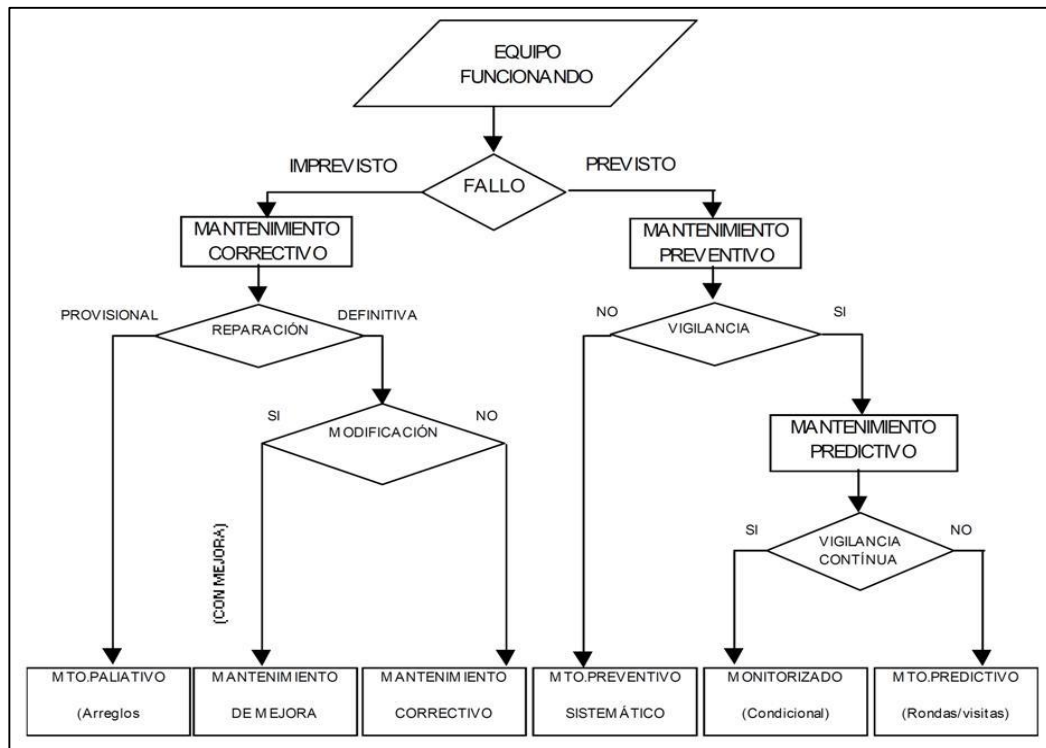 EQUIPO
FUNCIONANDO
IMPREVISTO
PREVISTO
FALLO
MANTENIMIENTO
CORRECTIVO
MANTENIMIENTO
PREVENTIVO
PROVISIONAL
REPARACIÓN
DEFINITIVA
NO
VIGILANCIA
SI
SI
MODIFICACIÓN
NO
MANTENIMIENTO
PREDICTIVO
(CON MEJORA)
SI
VIGILANCIA
CONTÍNUA
NO
MTO.PALIATIVO
(Arreglos
MANTENIMIENTO
DE MEJORA
MANTENIMIENTO
CORRECTIVO
MTO.PREVENTIVO
SISTEMÁTICO
MONITORIZADO
(Condicional)
MTO.PREDICTIVO
(Rondas/visitas)